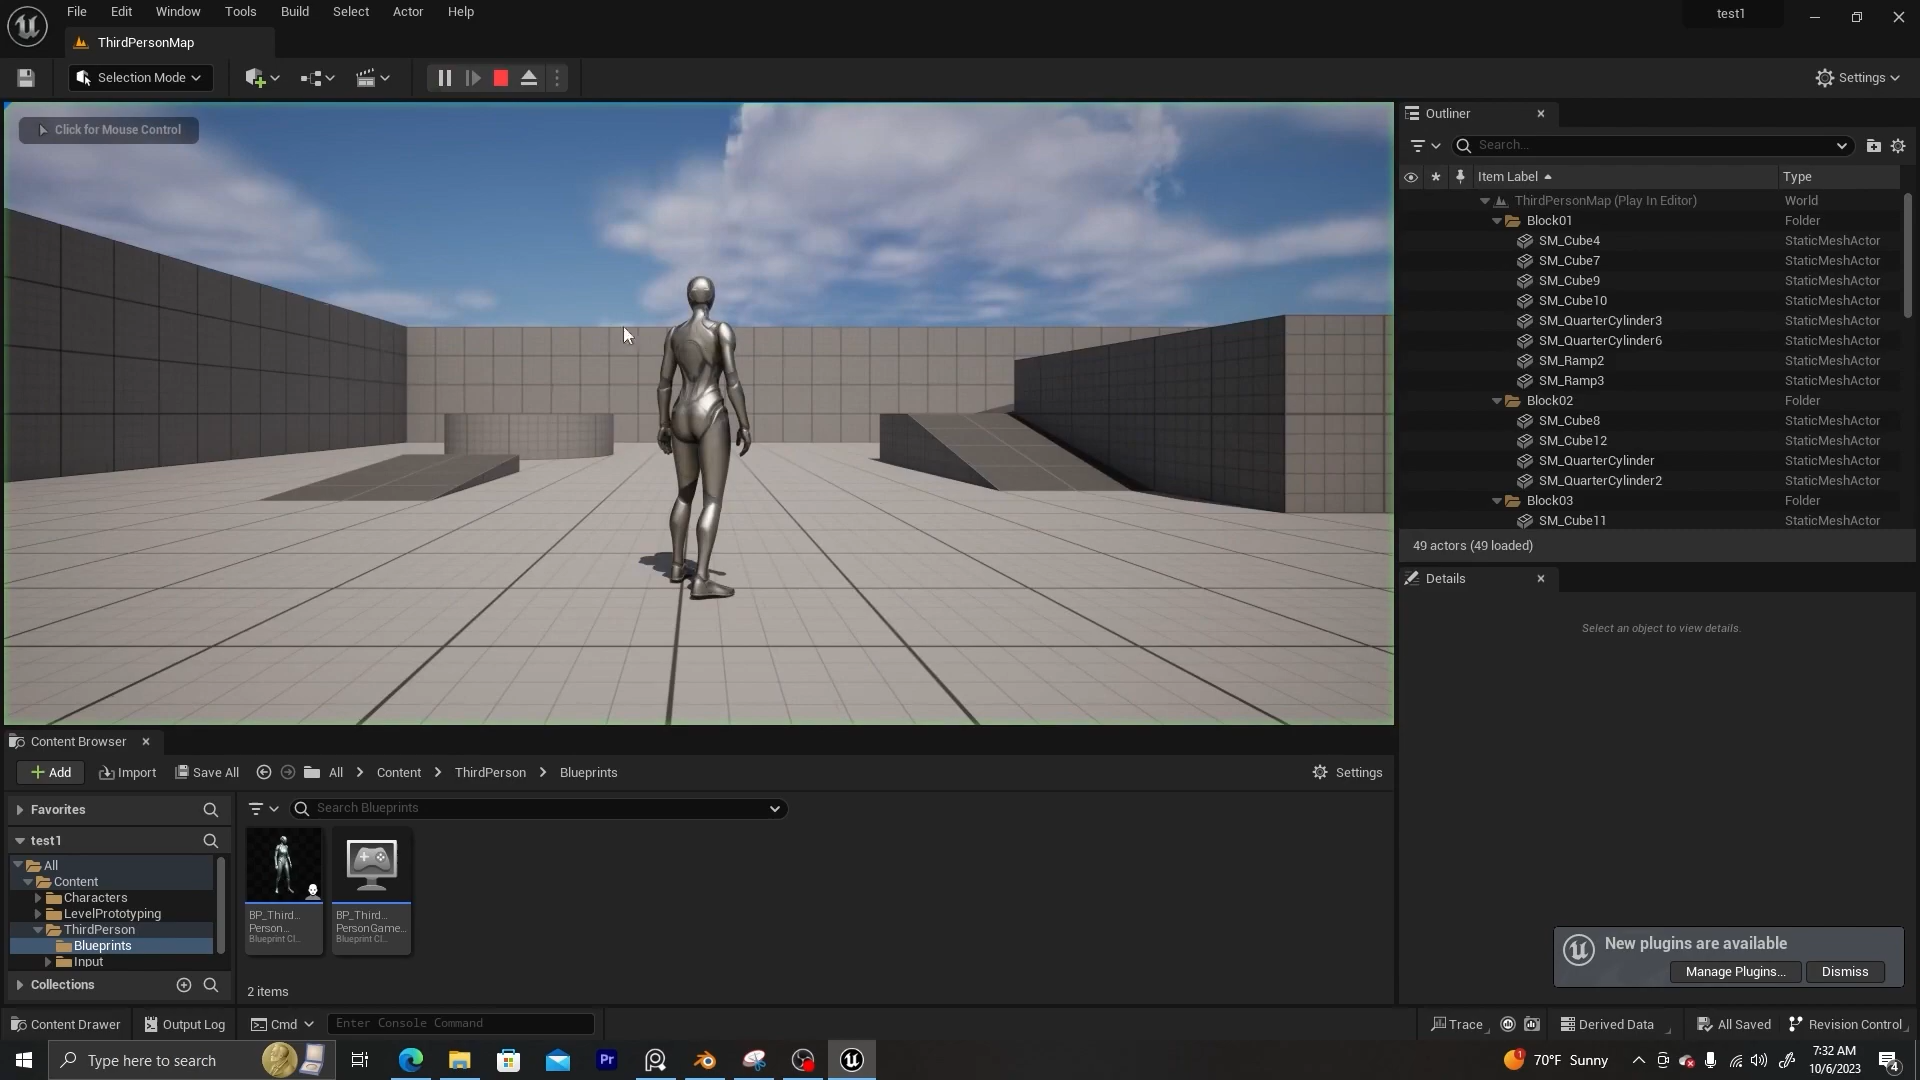 File Edit Window Tools Build Select Actor Help
test1
ThirdPersonMap
Selection Mode
Settings
Click for Mouse Control
Outliner
Search...
Item Label Type
ThirdPersonMap (Play In Editor) World
Block01 Folder
SM_Cube4 StaticMeshActor
SM_Cube7 StaticMeshActor
SM_Cube9 StaticMeshActor
SM_Cube10 StaticMeshActor
SM_QuarterCylinder3 StaticMeshActor
SM_QuarterCylinder6 StaticMeshActor
SM_Ramp2 StaticMeshActor
SM_Ramp3 StaticMeshActor
Block02 Folder
SM_Cube8 StaticMeshActor
SM_Cube12 StaticMeshActor
SM_QuarterCylinder StaticMeshActor
SM_QuarterCylinder2 StaticMeshActor
Block03 Folder
SM_Cube11 StaticMeshActor
49 actors (49 loaded)
Details
Select an object to view details.
Content Browser
Add Import Save All All Content ThirdPerson Blueprints Settings
Favorites
Search Blueprints
test1
All
Content
Characters
LevelPrototyping
ThirdPerson
Blueprints
Input
Collections
BP_Third...
Person...
Blueprint Cl...
BP_Third...
PersonGame...
Blueprint Cl...
2 items
New plugins are available
Manage Plugins... Dismiss
Content Drawer Output Log Cmd Enter Console Command Trace Derived Data All Saved Revision Control
Type here to search
Pr
1
70°F Sunny
7:32 AM
10/6/2023
4